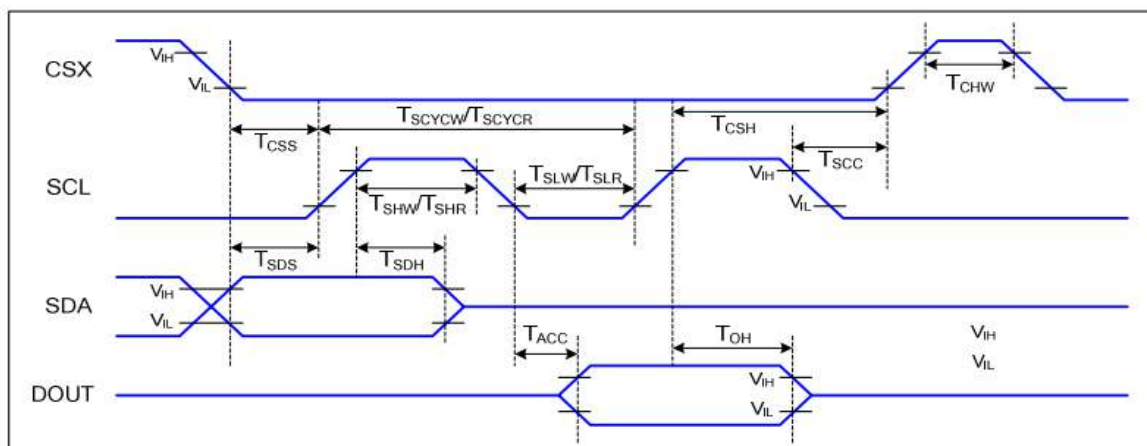 CSX
VIH
VIL
TCHW
TSCYCW/TSCYCR
TCSS
TCSH
TSCC
SCL
TSLW/TSLR
VIH
TSHW/TSHR
VIL
TSDS
TSDH
SDA
VIH
VIL
TACC
TOH
VIH
VIL
DOUT
VIH
VIL